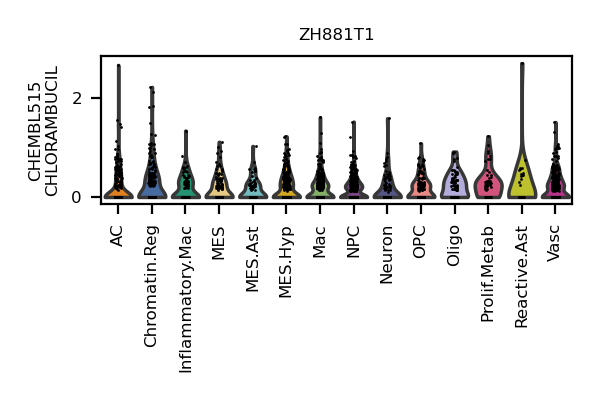 ZH881T1
CHEMBL515
CHLORAMBUCIL
2
0
AC
Chromatin.Reg
Inflammatory.Mac
MES
MES.Ast
MES.Hyp
Mac
NPC
Neuron
OPC
Oligo
Prolif.Metab
Reactive.Ast
Vasc